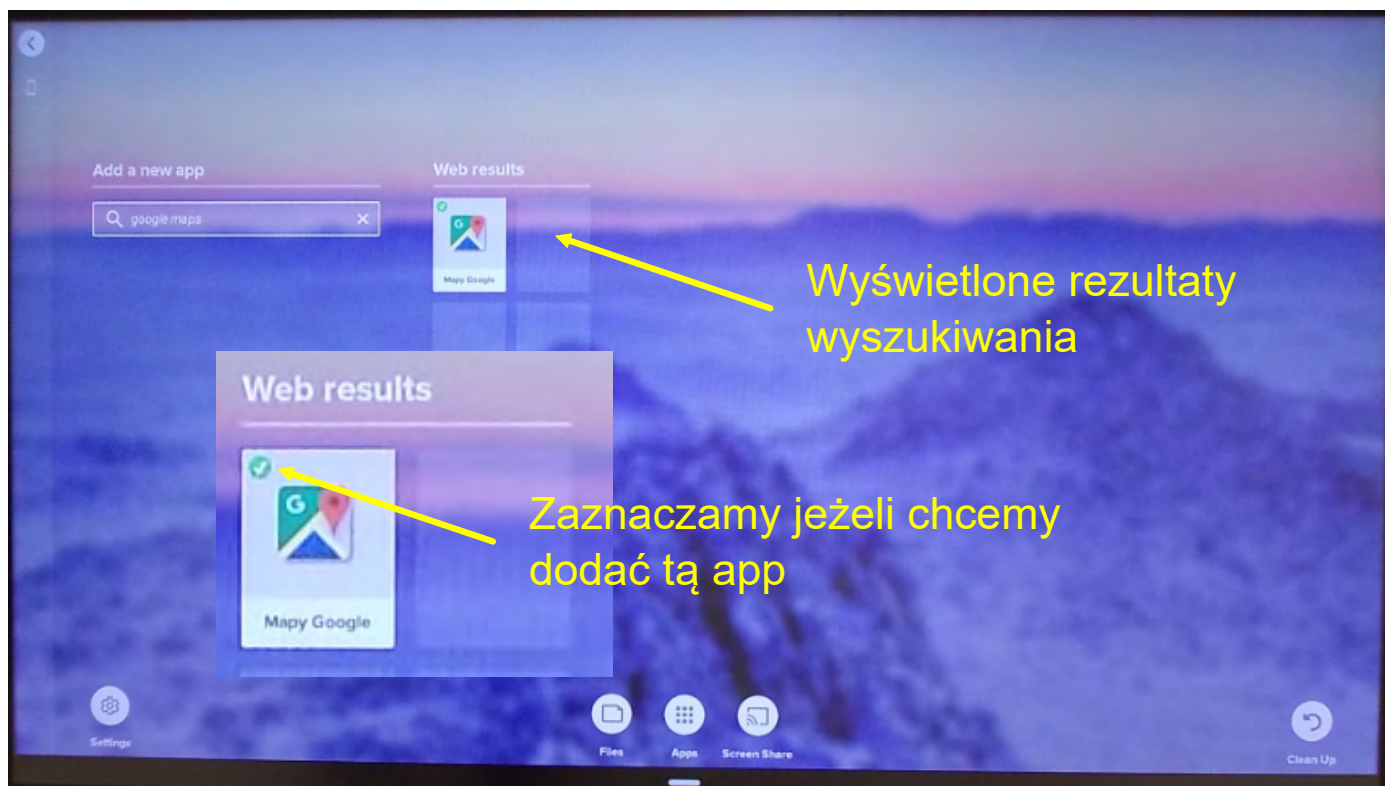 Add a new app
Web results
google maps
Mapy Google
Wyświetlone rezultaty
wyszukiwania
Web results
Zaznaczamy jeżeli chcemy
dodać tą app
G
Mapy Google
Settings
Files
Apps
Screen Share
Clean Up